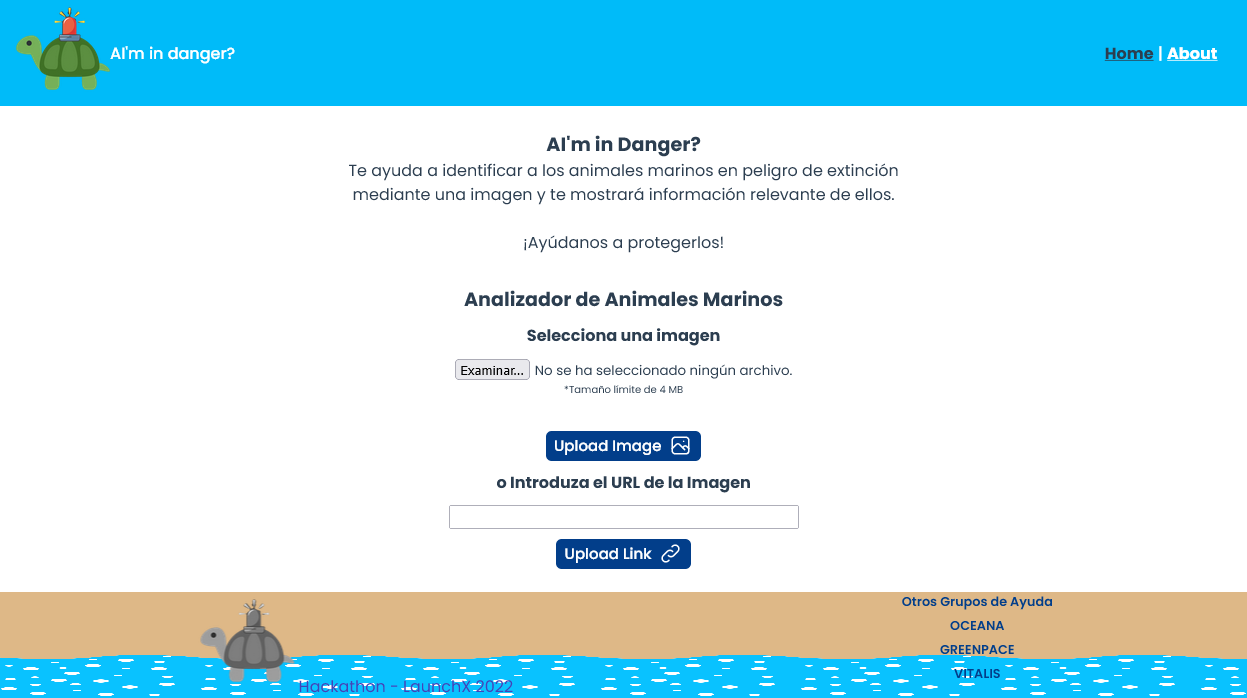 AI'm in danger?
Home | About
AI'm in Danger?
Te ayuda a identificar a los animales marinos en peligro de extinción
mediante una imagen y te mostrará información relevante de ellos.
¡Ayúdanos a protegerlos!
Analizador de Animales Marinos
Selecciona una imagen
Examinar... No se ha seleccionado ningún archivo.
*Tamaño límite de 4 MB
Upload Image
o Introduza el URL de la Imagen
Upload Link
Otros Grupos de Ayuda
OCEANA
GREENPACE
VITALIS
Hackathon - LaunchX 2022